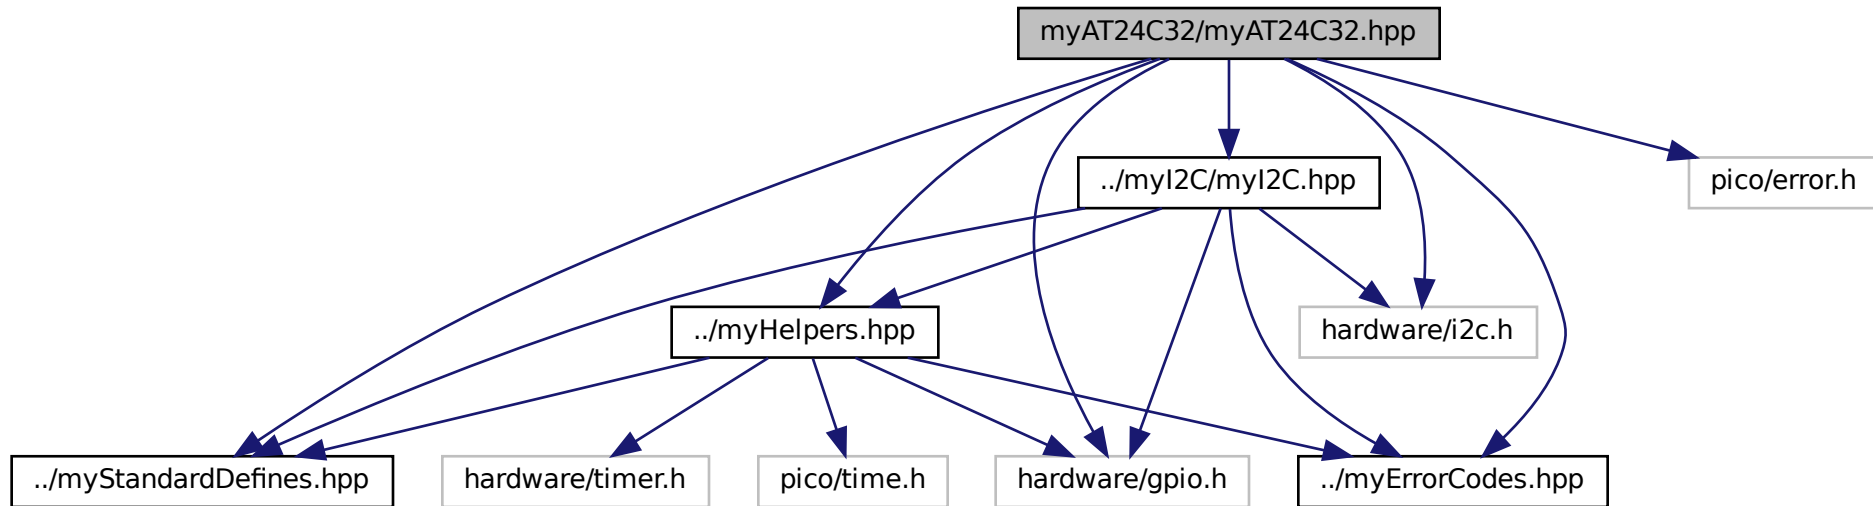 myAT24C32/myAT24C32.hpp
../myI2C/myI2C.hpp
pico/error.h
../myHelpers.hpp
hardware/i2c.h
../myStandardDefines.hpp
hardware/timer.h
pico/time.h
hardware/gpio.h
../myErrorCodes.hpp